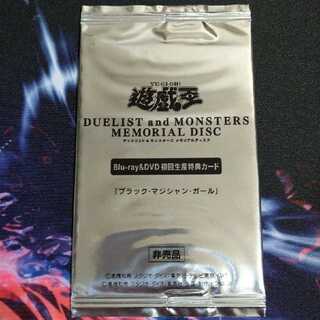 YU-GI-OH!
遊戯王
DUELIST and MONSTERS
MEMORIAL DISC
デュエリスト&モンスターズ メモリアルディスク
Blu-ray&DVD 初回生産特典カード
「ブラック・マジシャン・ガール」
非売品